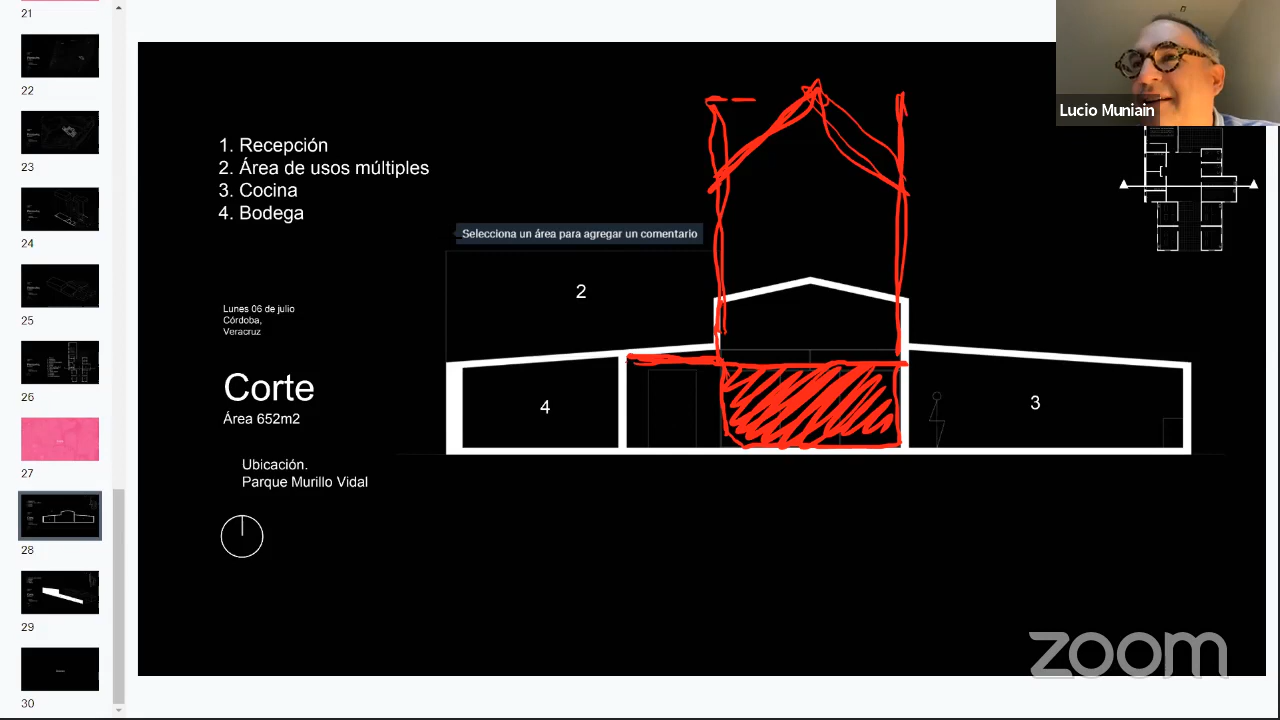 21
22
23
24
25
26
27
28
29
30
1. Recepción
2. Área de usos múltiples
3. Cocina
4. Bodega
Selecciona un área para agregar un comentario
Lunes 06 de julio
Córdoba,
Veracruz
Corte
Área 652m2
Ubicación.
Parque Murillo Vidal
2
4
3
Lucio Muniain
zoom